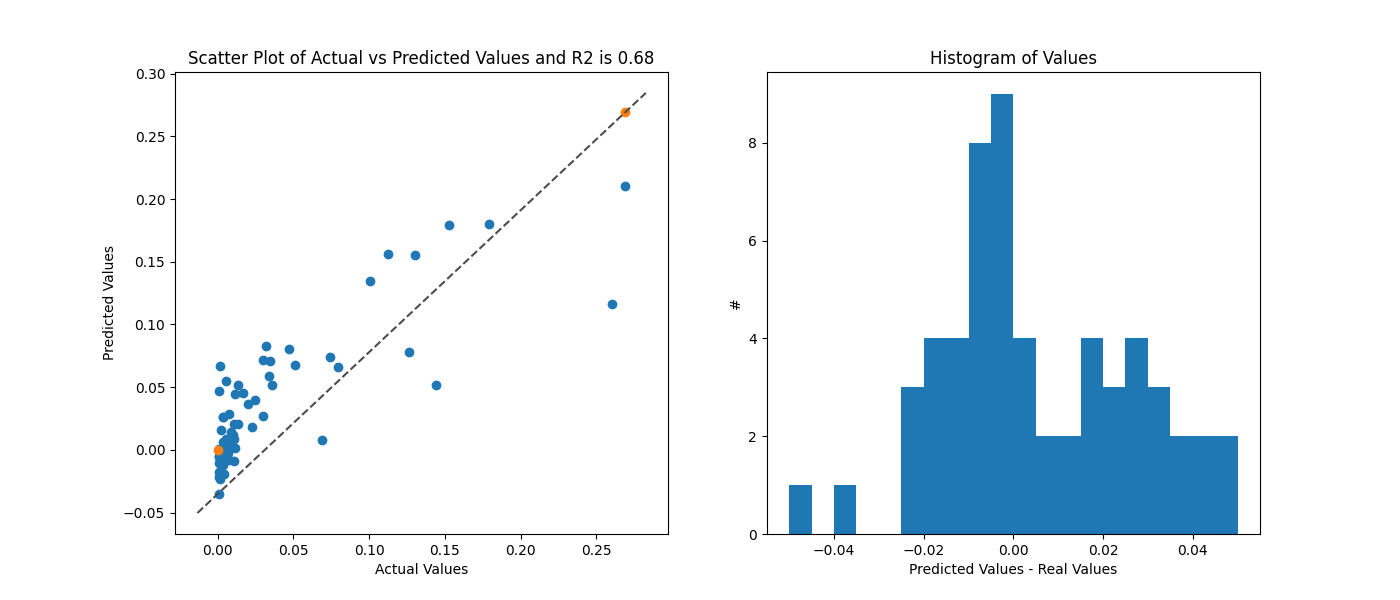 Scatter Plot of Actual vs Predicted Values and R2 is 0.68
0.30
0.25
0.20
0.15
0.10
0.05
0.00
−0.05
Predicted Values
0.00 0.05 0.10 0.15 0.20 0.25
Actual Values
Histogram of Values
8
6
4
2
0
#
−0.04 −0.02 0.00 0.02 0.04
Predicted Values - Real Values